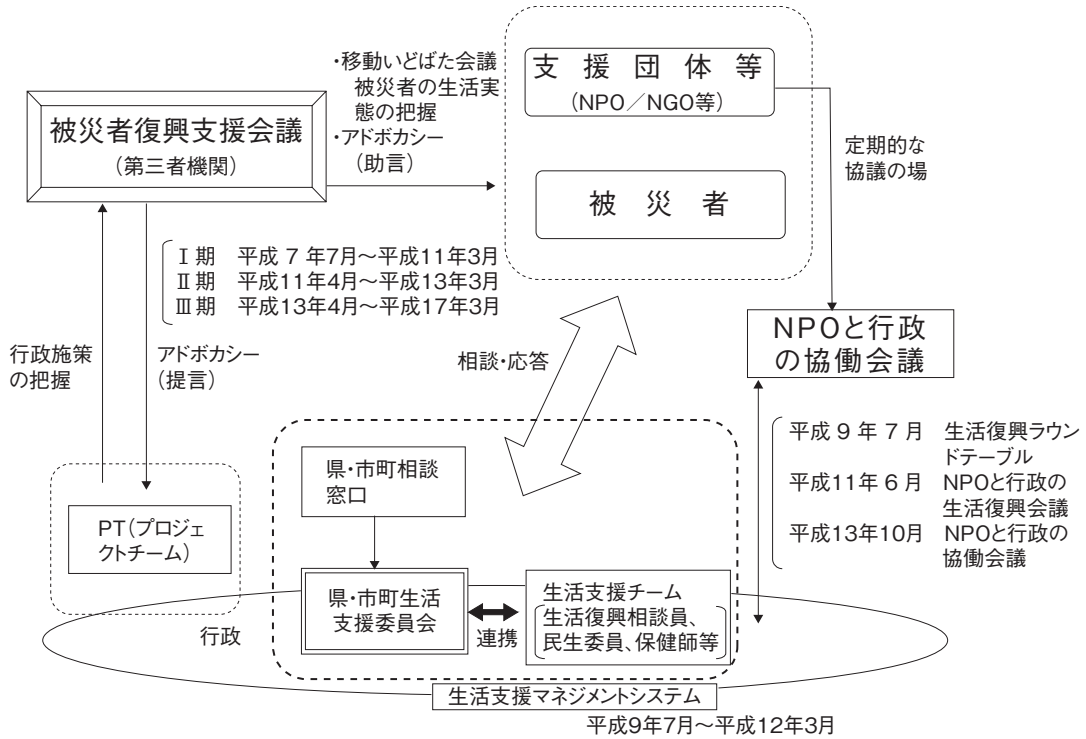 被災者復興支援会議
(第三者機関)
・移動いどばた会議
被災者の生活実
態の把握
・アドボカシー
(助言)
支援団体等
(NPO／NGO等)
被災者
定期的な
協議の場
Ⅰ期　平成 7 年7月～平成11年3月
Ⅱ期　平成11年4月～平成13年3月
Ⅲ期　平成13年4月～平成17年3月
行政施策
の把握
アドボカシー
(提言)
相談・応答
NPOと行政
の協働会議
平成 9 年 7 月　生活復興ラウン
ドテーブル
平成11年 6 月　NPOと行政の
生活復興会議
平成13年10月　NPOと行政の
協働会議
県・市町相談
窓口
PT(プロジェ
クトチーム)
行政
県・市町生活
支援委員会
連携
生活支援チーム
生活復興相談員、
民生委員、保健師等
生活支援マネジメントシステム
平成9年7月～平成12年3月